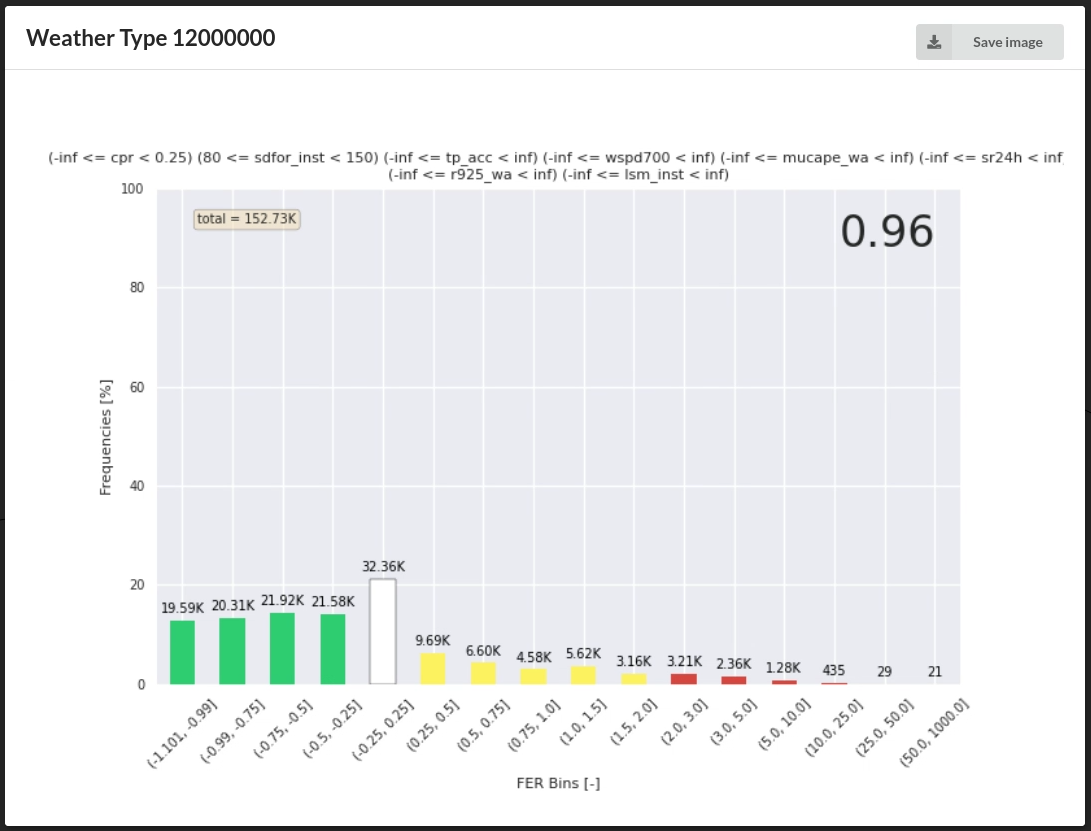 Weather Type 12000000
Save image
(-inf <= cpr < 0.25) (80 <= sdfor_inst < 150) (-inf <= tp_acc < inf) (-inf <= wspd700 < inf) (-inf <= mucape_wa < inf) (-inf <= sr24h < inf
(-inf <= r925_wa < inf) (-inf <= lsm_inst < inf)
total = 152.73K
0.96
100
80
60
40
20
0
Frequencies [%]
19.59K 20.31K 21.92K 21.58K 32.36K 9.69K 6.60K 4.58K 5.62K 3.16K 3.21K 2.36K 1.28K 435 29 21
(-1.101, -0.99] (-0.99, -0.75] (-0.75, -0.5] (-0.5, -0.25] (-0.25, 0.25] (0.25, 0.5] (0.5, 0.75] (0.75, 1.0] (1.0, 1.5] (1.5, 2.0] (2.0, 3.0] (3.0, 5.0] (5.0, 10.0] (10.0, 25.0] (25.0, 50.0] (50.0, 1000.0]
FER Bins [-]